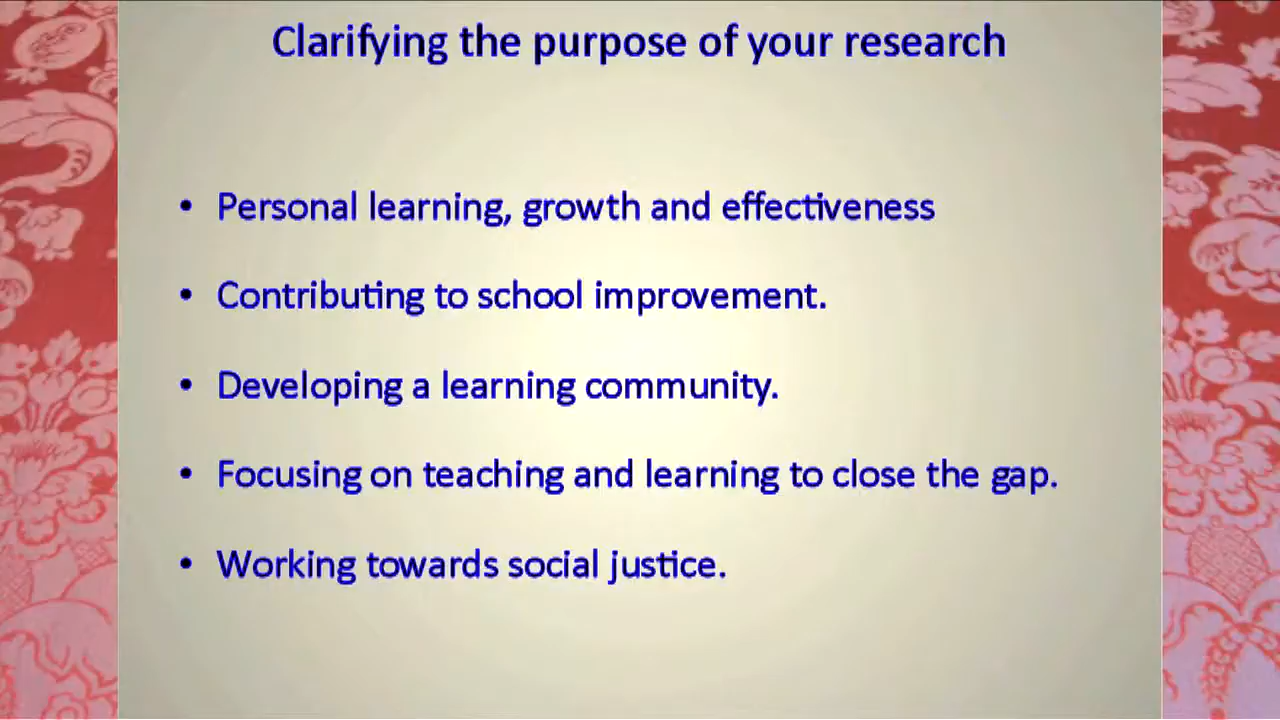 Clarifying the purpose of your research
• Personal learning, growth and effectiveness
• Contributing to school improvement.
• Developing a learning community.
• Focusing on teaching and learning to close the gap.
• Working towards social justice.